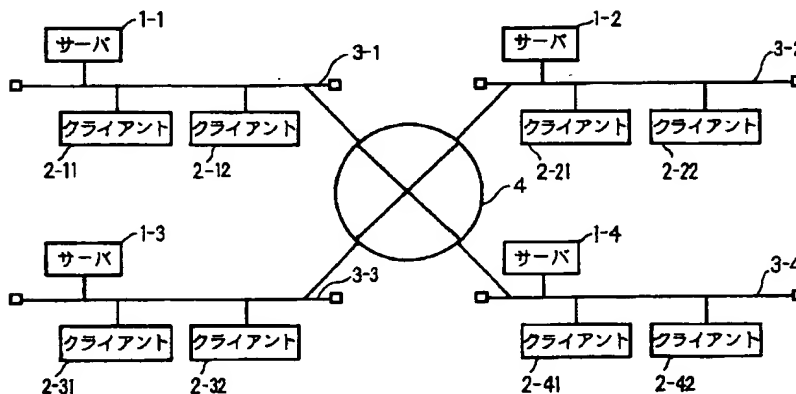 1-1
サーバ
3-1
クライアント
クライアント
2-11
2-12
1-2
サーバ
3-2
クライアント
クライアント
2-21
2-22
4
1-3
サーバ
3-3
クライアント
クライアント
2-31
2-32
1-4
サーバ
3-4
クライアント
クライアント
2-41
2-42